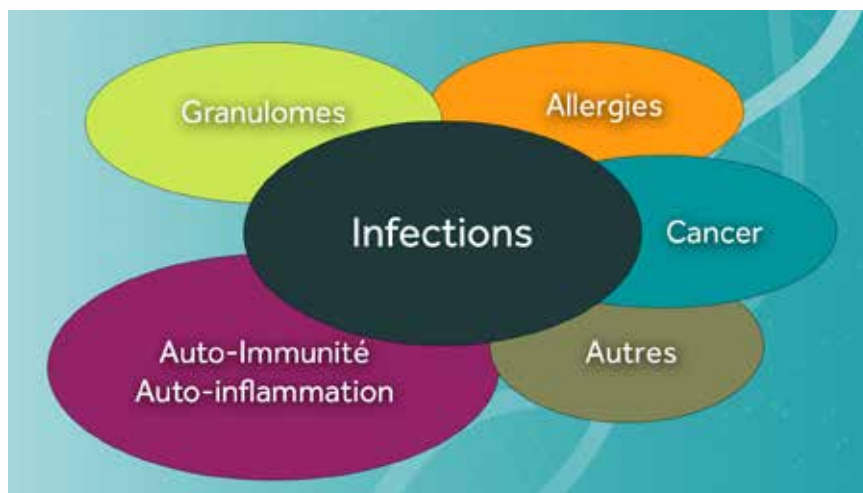 Granulomes
Allergies
Infections
Cancer
Auto-Immunité
Auto-inflammation
Autres